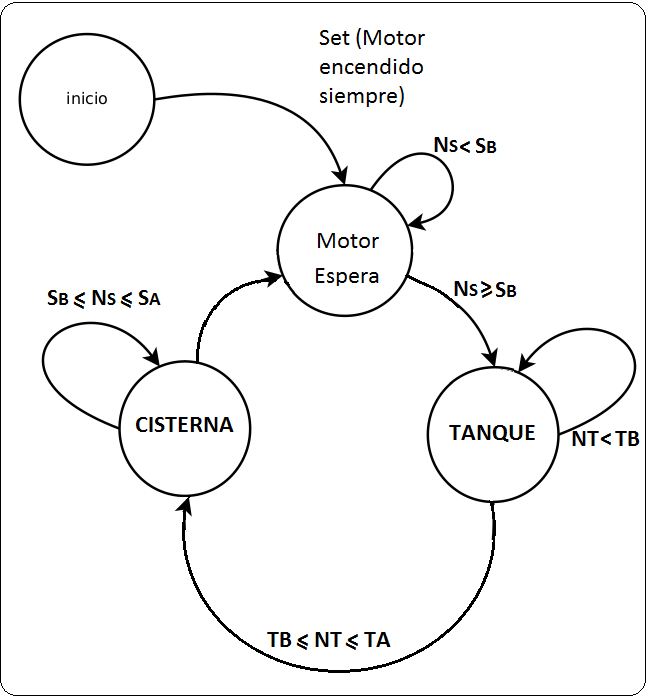 Set (Motor
encendido
siempre)
inicio
Ns < SB
Motor
Espera
SB ⩽ Ns ⩽ SA
Ns ⩾ SB
CISTERNA
TANQUE
NT < TB
TB ⩽ NT ⩽ TA